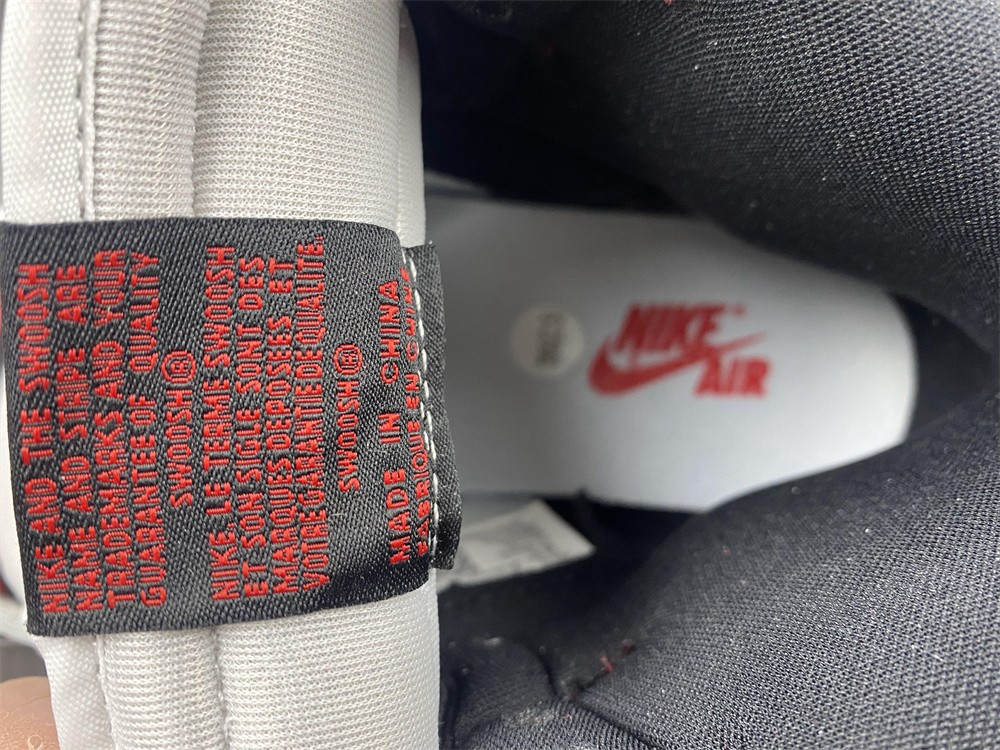 NIKE AND THE SWOOSH
NAME AND STRIPE ARE
TRADEMARKS AND YOUR
GUARANTEE OF QUALITY
SWOOSH®
NIKE LE TERME SWOOSH
ET SON SIGLE SONT DES
MARQUES DEPOSEES ET
VOTRE GARANTIE DE QUALITE.
SWOOSH®
MADE IN CHINA
FABRIQUE EN CHINE
NIKE
AIR